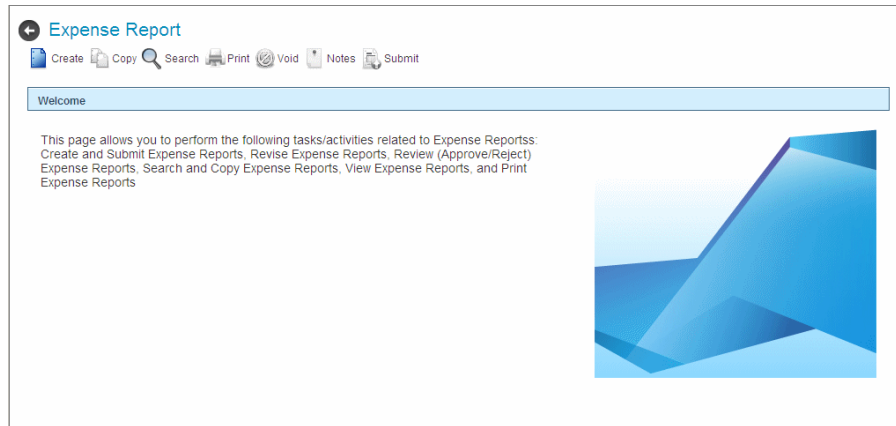 Expense Report
Create Copy Search Print Void Notes Submit
Welcome
This page allows you to perform the following tasks/activities related to Expense Reportss:
Create and Submit Expense Reports, Revise Expense Reports, Review (Approve/Reject)
Expense Reports, Search and Copy Expense Reports, View Expense Reports, and Print
Expense Reports